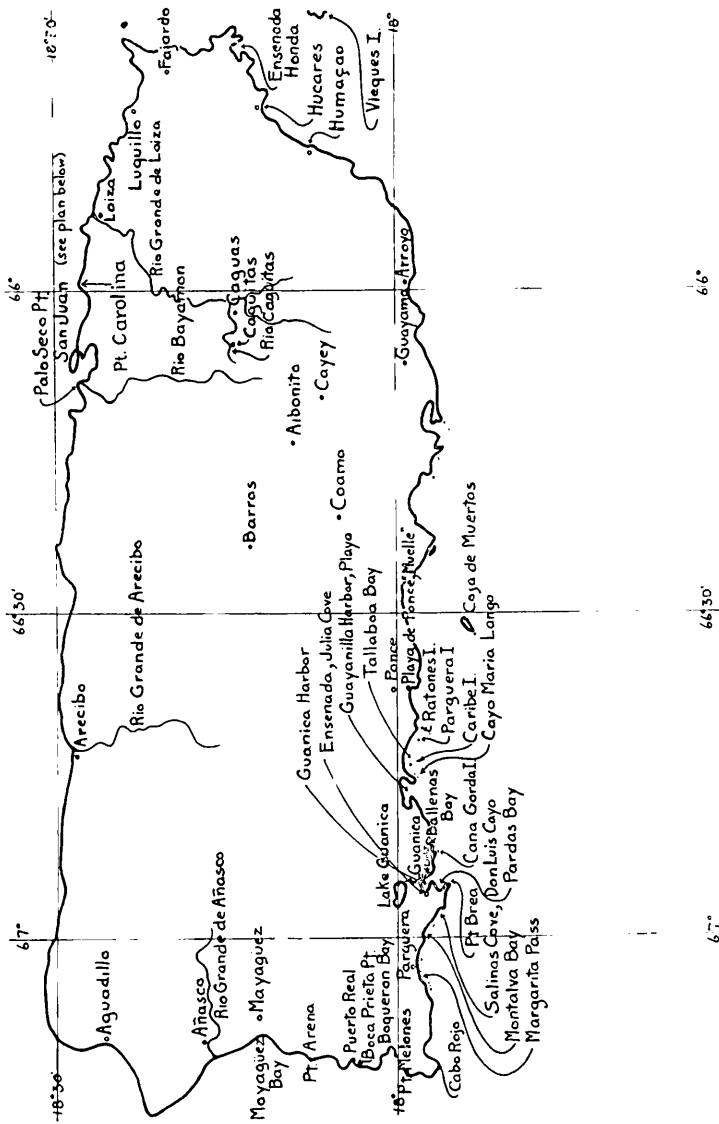 67°
66°30'
66°
18°30'
18°30'
Palo Seco Pt.
San Juan (see plan below)
Aguadillo
Arecibo
Pt. Carolina
Loiza
Luquillo
Fajardo
Rio Grande de Arecibo
Rio Bayamon
Rio Grande de Loiza
Añasco
Rio Grande de Añasco
Caguas
Caguitas
Rio Caguitas
Ensenada
Honda
Hucares
Humaçao
Vieques I.
Mayagüez
Bay
Mayaguez
Barros
Aibonita
Cayey
Coamo
Pt. Arena
Guanica Harbor
Ensenada, Julia Cove
Guayanilla Harbor, Playa
Tallaboa Bay
Puerto Real
Boca Prieta Pt.
Boqueron Bay
Pt. Melones
Lake Guanica
Ponce
18°
18°
Parguera
Guanica
Playa de Ponce, "Muelle"
Guayama
Arroyo
Cabo Rojo
Ballenas
Bay
Ratones I.
Parguera I
Caribe I.
Cayo Maria Lango
Caja de Muertos
Pt Brea
Cana Gorda I.
Salinas Cove, Don Luis Cayo
Pardas Bay
Montalva Bay
Margarita Pass
67°
66°30'
66°